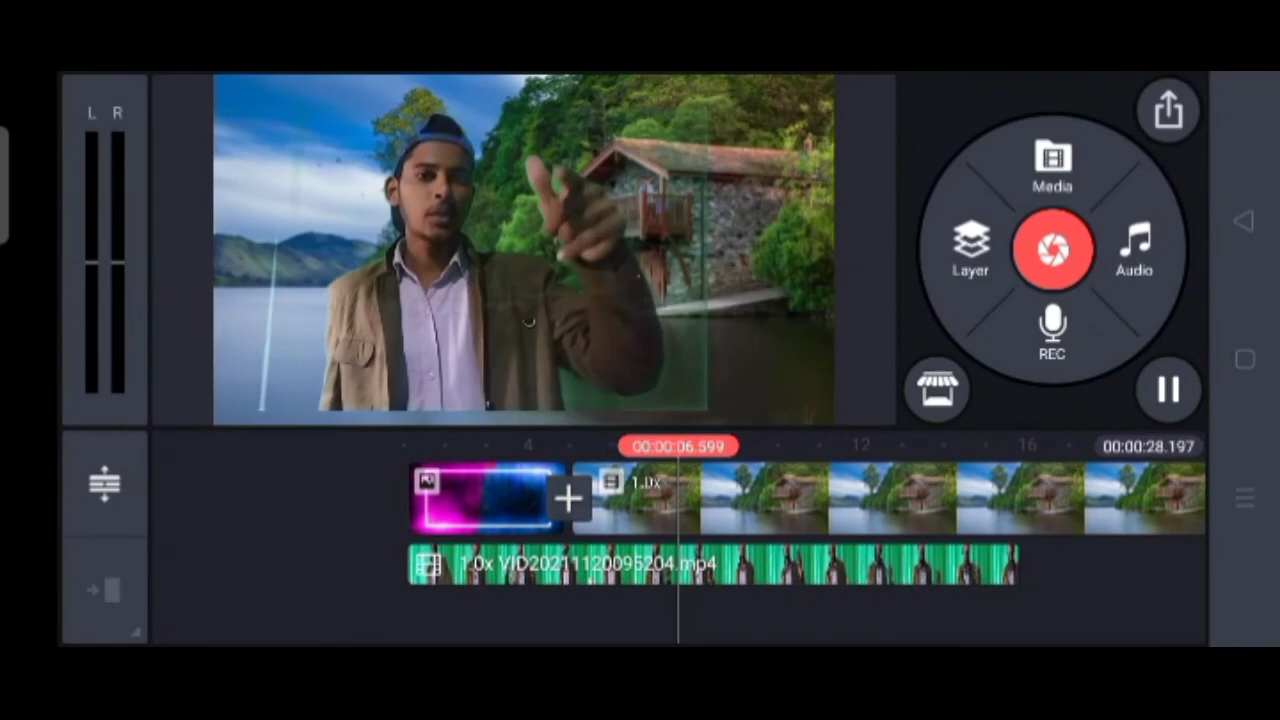 L R
Media
Layer
Audio
REC
4
00:00:06.599
12
16
00:00:28.197
1.0x
1.0x VID20211120095204.mp4